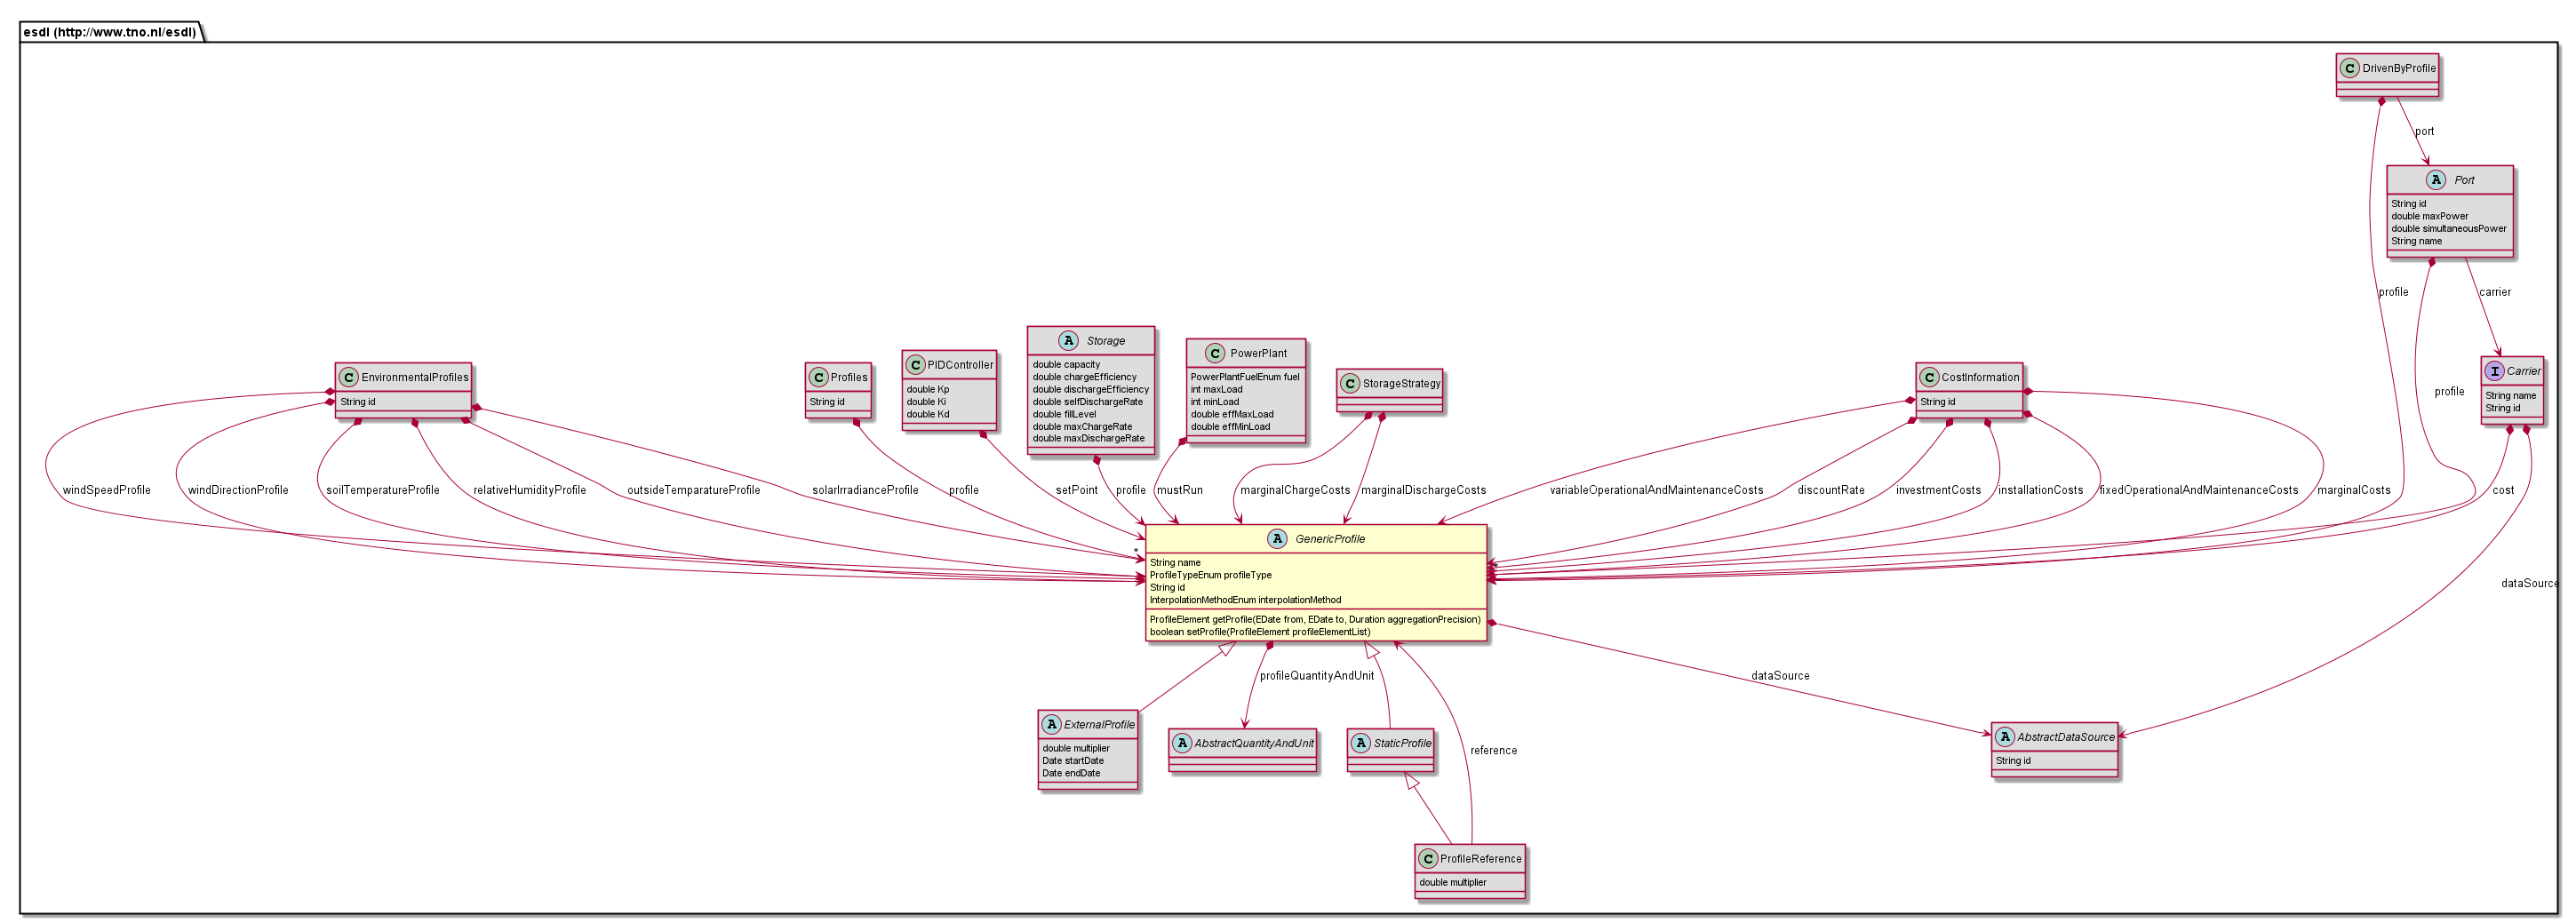 esdl (http://www.tno.nl/esdl)
C DrivenByProfile
port
A Port
String id
double maxPower
double simultaneousPower
String name
profile
carrier
I Carrier
String name
String id
profile
C EnvironmentalProfiles
String id
C Profiles
String id
C PIDController
double Kp
double Ki
double Kd
A Storage
double capacity
double chargeEfficiency
double dischargeEfficiency
double selfDischargeRate
double fillLevel
double maxChargeRate
double maxDischargeRate
C PowerPlant
PowerPlantFuelEnum fuel
int maxLoad
int minLoad
double effMaxLoad
double effMinLoad
C StorageStrategy
C CostInformation
String id
windSpeedProfile
windDirectionProfile
soilTemperatureProfile
relativeHumidityProfile
outsideTemparatureProfile
solarIrradianceProfile
profile
setPoint
profile
mustRun
marginalChargeCosts
marginalDischargeCosts
variableOperationalAndMaintenanceCosts
discountRate
investmentCosts
installationCosts
fixedOperationalAndMaintenanceCosts
marginalCosts
cost
dataSource
*
A GenericProfile
String name
ProfileTypeEnum profileType
String id
InterpolationMethodEnum interpolationMethod
ProfileElement getProfile(EDate from, EDate to, Duration aggregationPrecision)
boolean setProfile(ProfileElement profileElementList)
*
profileQuantityAndUnit
dataSource
A ExternalProfile
double multiplier
Date startDate
Date endDate
A AbstractQuantityAndUnit
A StaticProfile
reference
A AbstractDataSource
String id
C ProfileReference
double multiplier